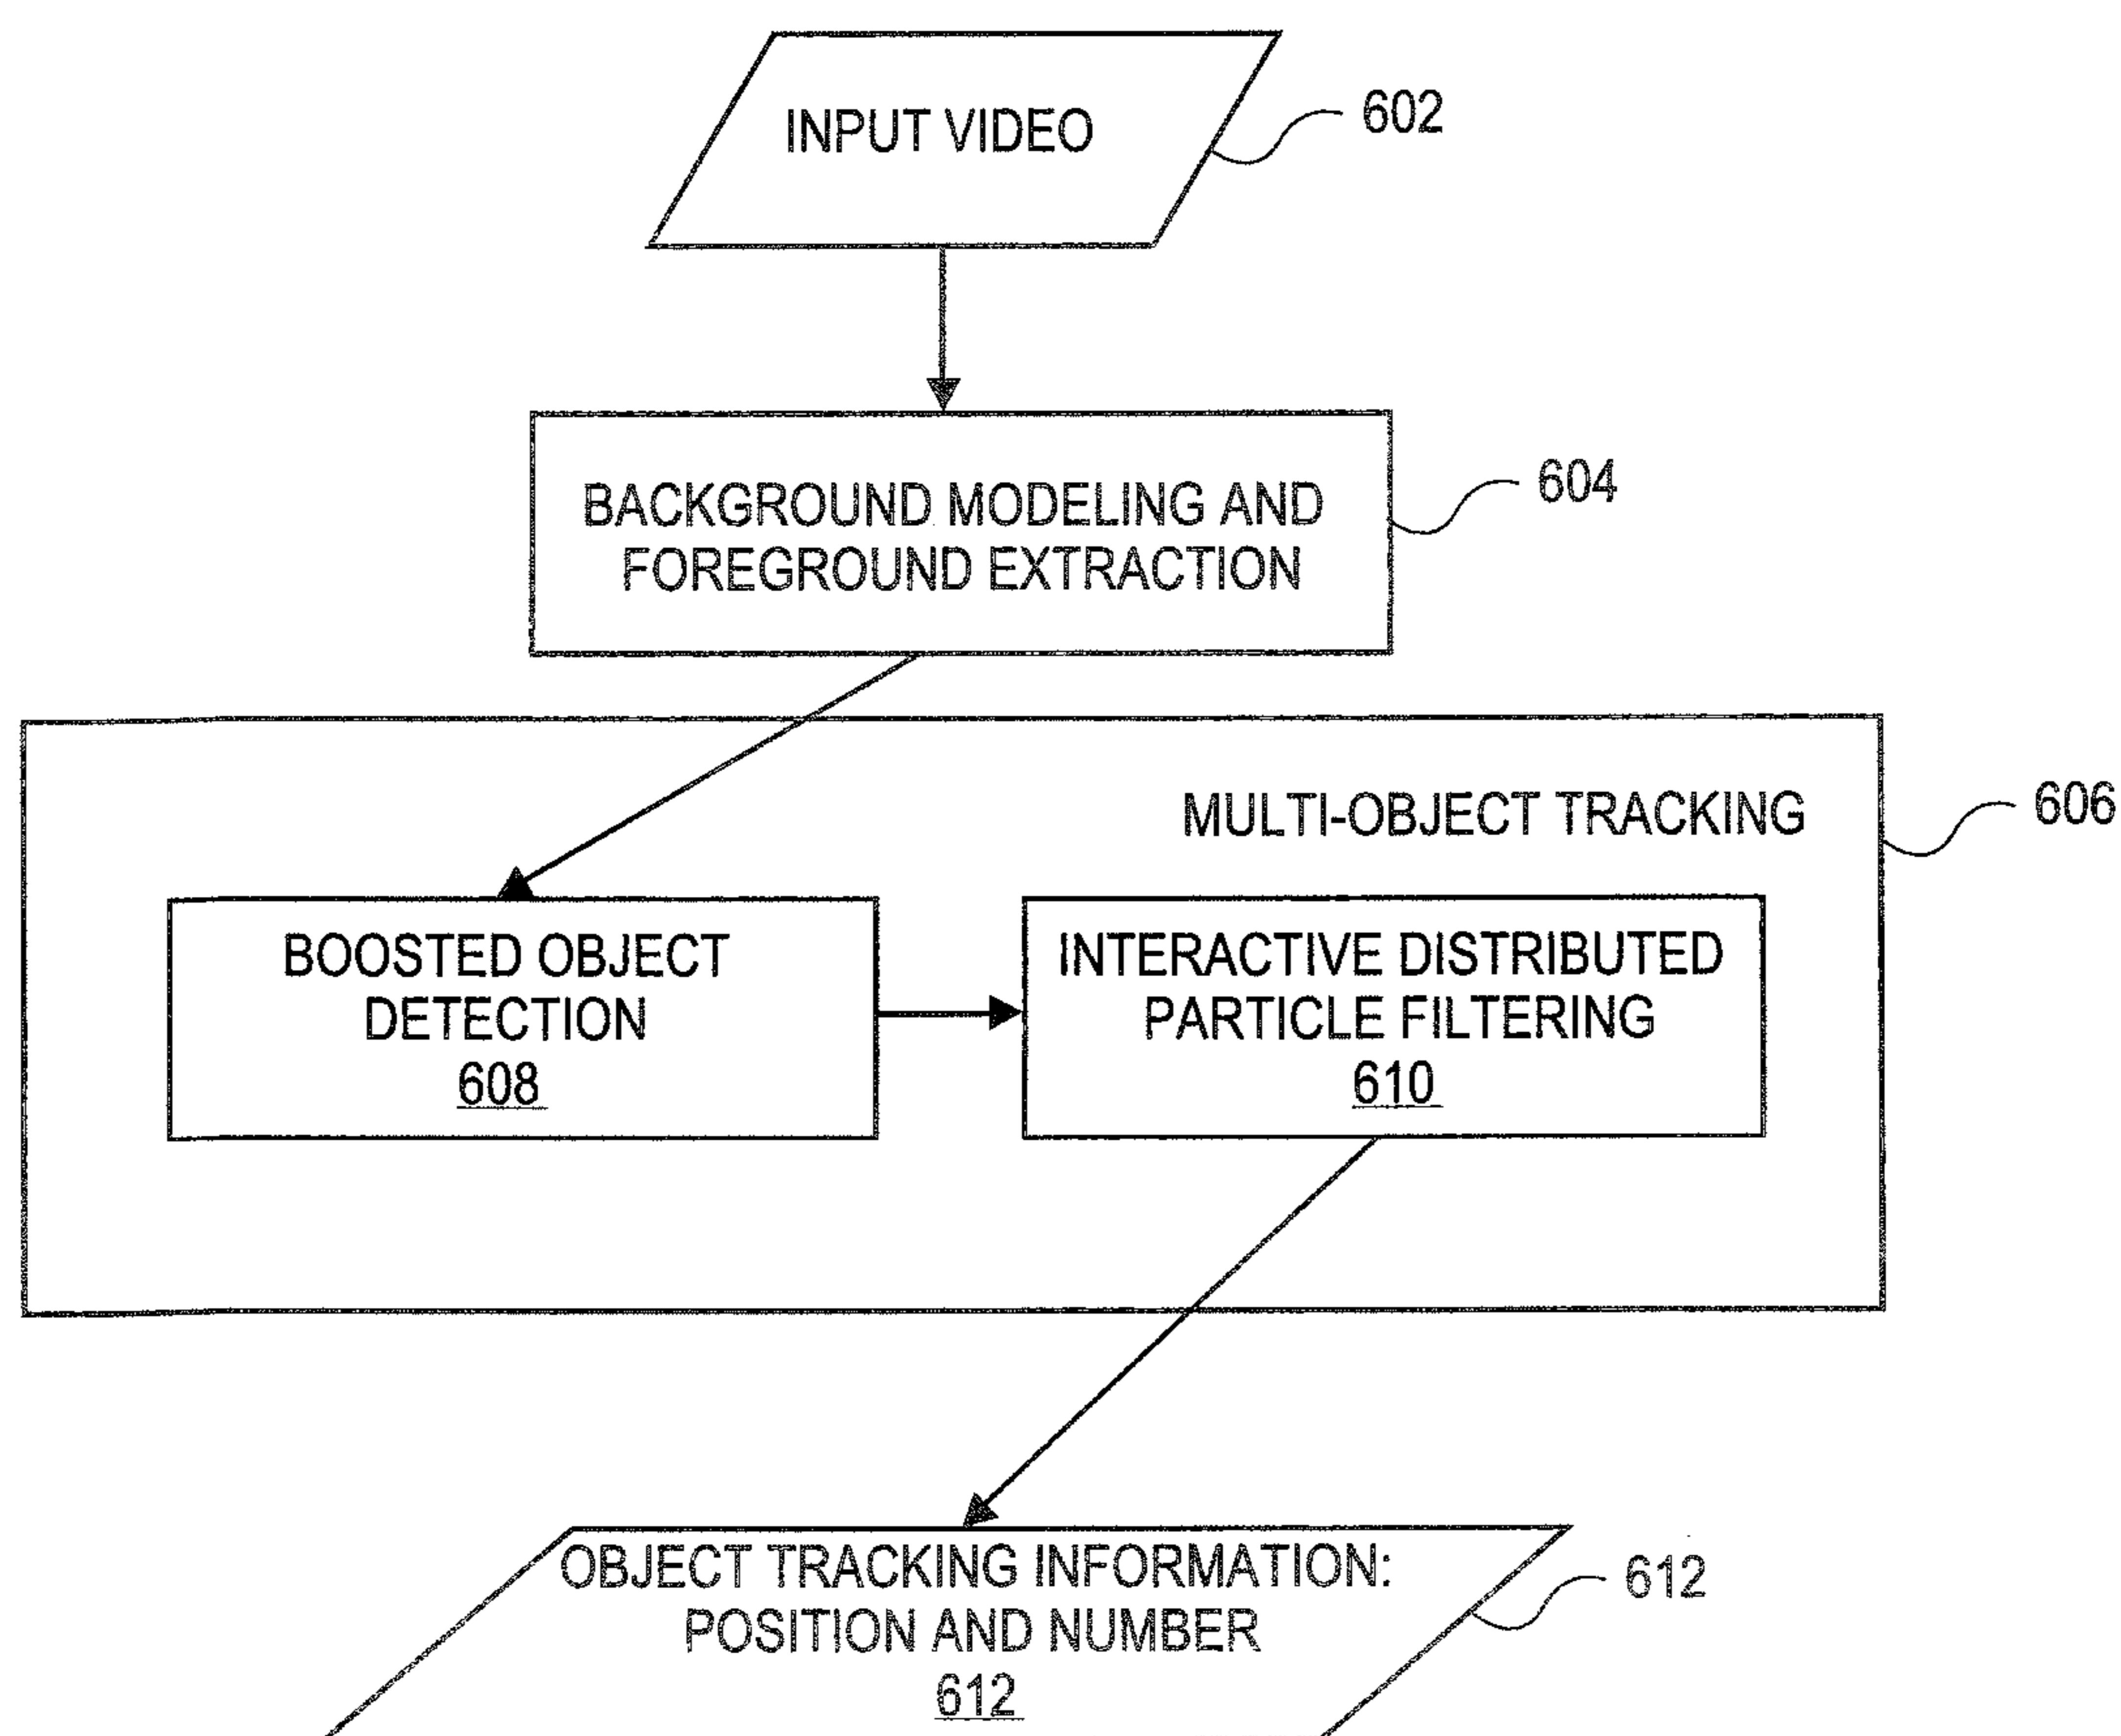 INPUT VIDEO
602
BACKGROUND MODELING AND
FOREGROUND EXTRACTION
604
MULTI-OBJECT TRACKING
606
BOOSTED OBJECT
DETECTION
608
INTERACTIVE DISTRIBUTED
PARTICLE FILTERING
610
OBJECT TRACKING INFORMATION:
POSITION AND NUMBER
612
612